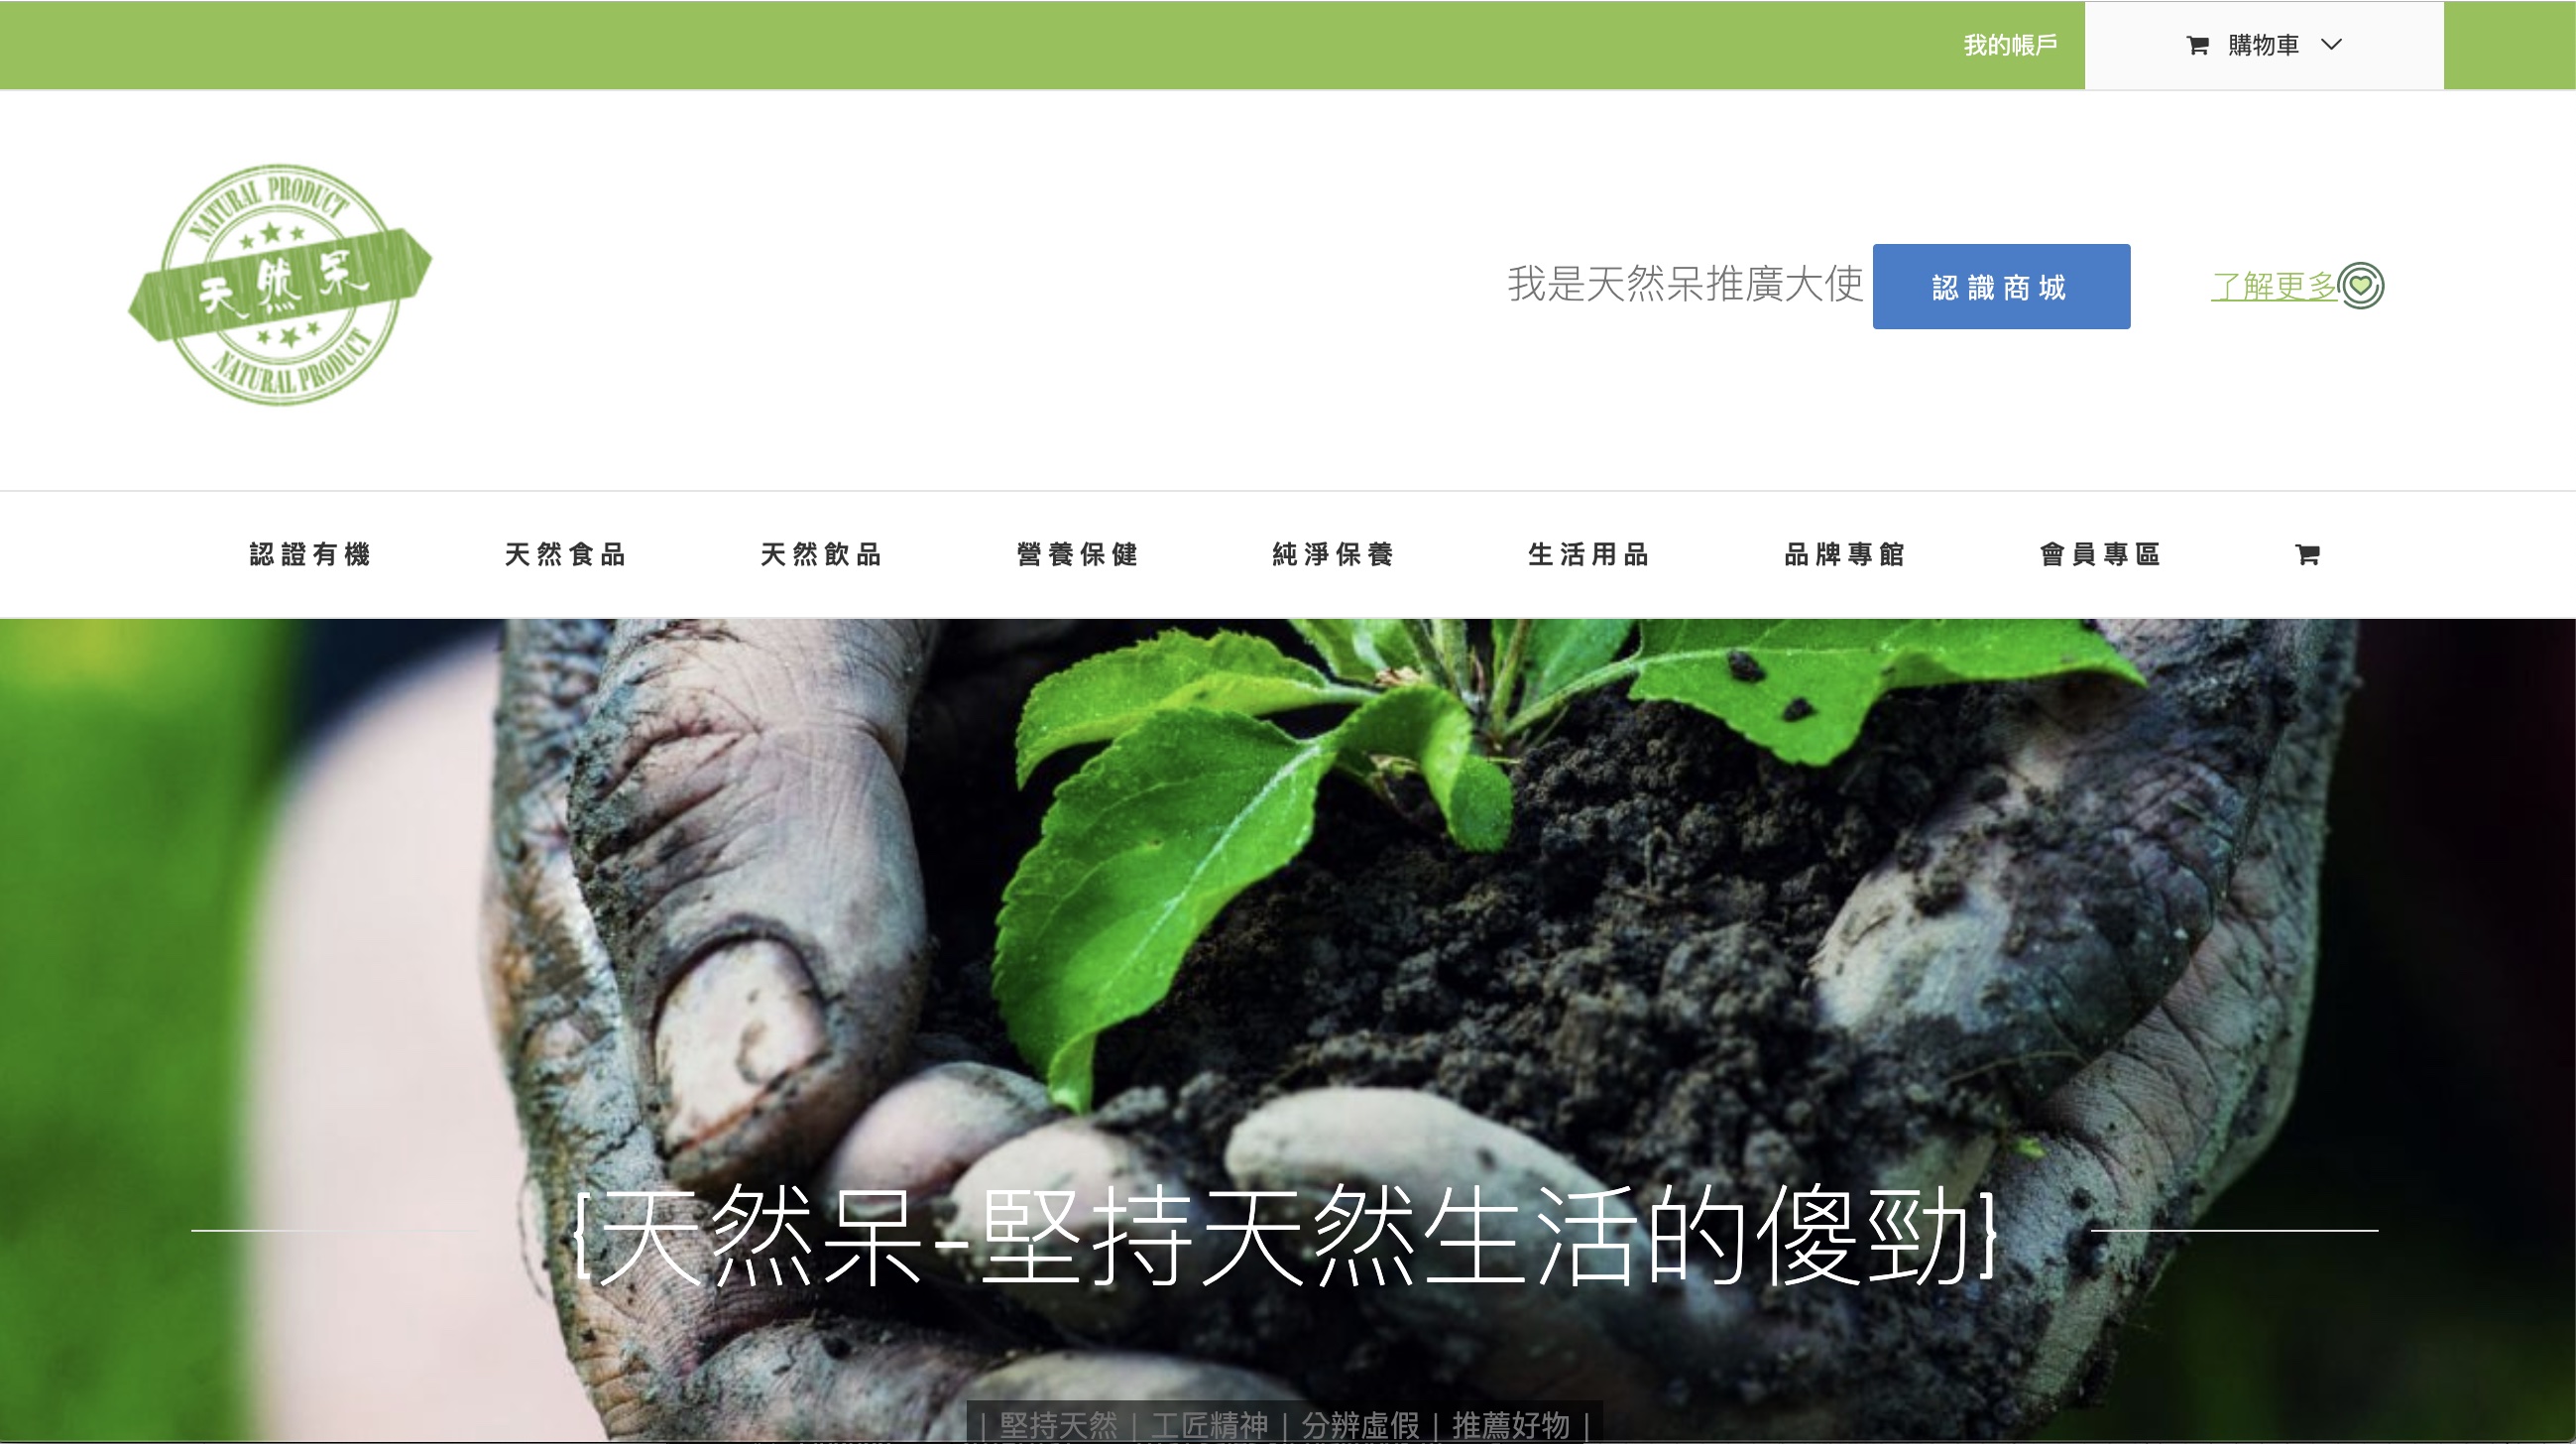 我的帳戶
購物車
NATURAL PRODUCT
天然呆
NATURAL PRODUCT
我是天然呆推廣大使 認識商城 了解更多
認證有機 天然食品 天然飲品 營養保健 純淨保養 生活用品 品牌專館 會員專區
{天然呆-堅持天然生活的傻勁}
| 堅持天然 | 工匠精神 | 分辨虛假 | 推薦好物 |